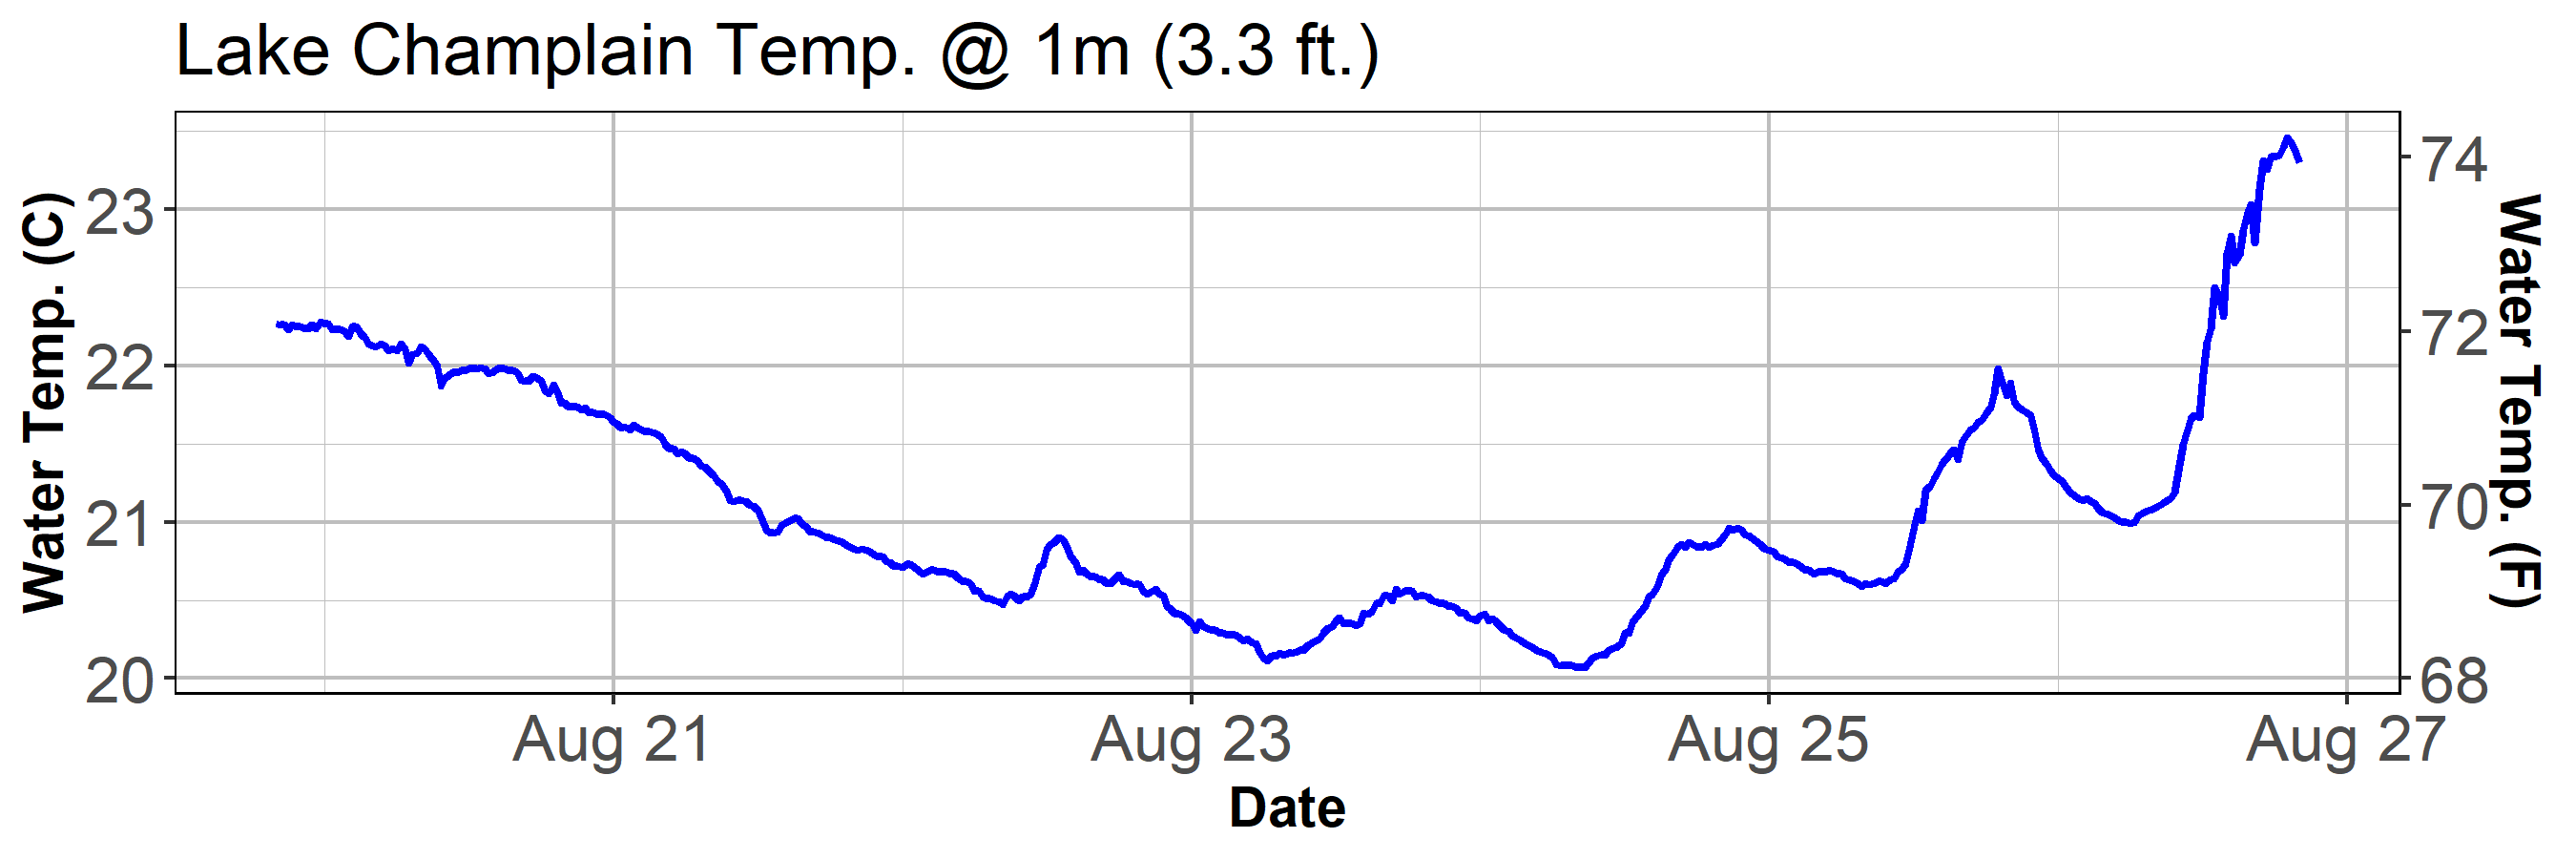 Lake Champlain Temp. @ 1m (3.3 ft.)
Water Temp. (C)
23
22
21
20
74
72
70
68
Water Temp. (F)
Aug 21 Aug 23 Aug 25 Aug 27
Date